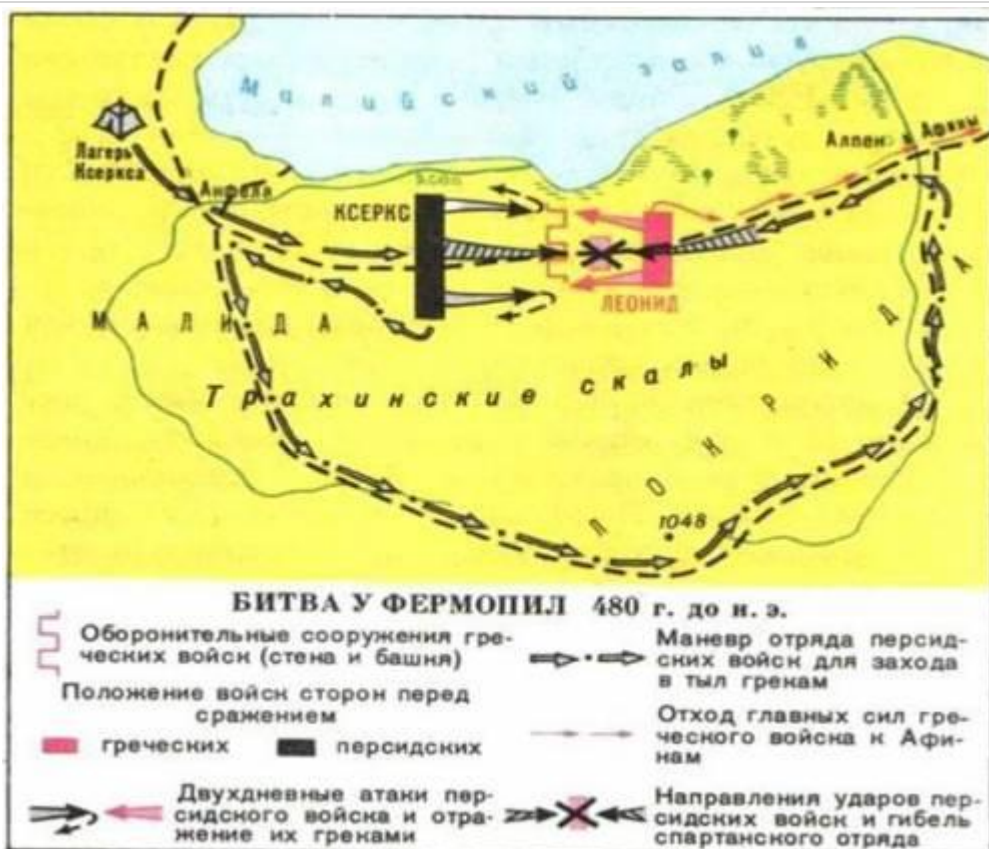 Малийский залив
Лагерь
Ксеркса
Анфела
Алпен
Афины
КСЕРКС
ЛЕОНИД
МАЛИДА
Трахинские скалы
ЛОКРИДА
1048
БИТВА У ФЕРМОПИЛ 480 г. до н. э.
Оборонительные сооружения гре-
ческих войск (стена и башня)
Положение войск сторон перед
сражением
греческих персидских
Двухдневные атаки пер-
сидского войска и отра-
жение их греками
Маневр отряда персид-
ских войск для захода
в тыл грекам
Отход главных сил гре-
ческого войска к Афи-
нам
Направления ударов пер-
сидских войск и гибель
спартанского отряда